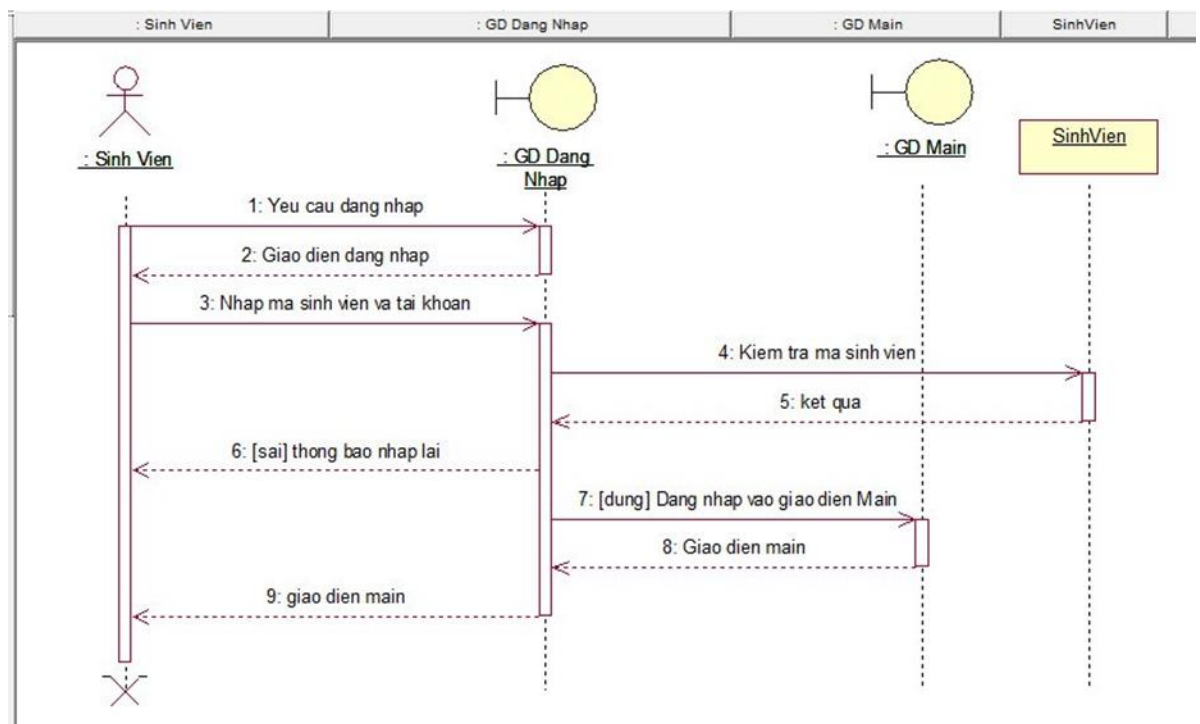 : Sinh Vien
: GD Dang Nhap
: GD Main
SinhVien
: Sinh Vien
: GD Dang
Nhap
: GD Main
SinhVien
1: Yeu cau dang nhap
2: Giao dien dang nhap
3: Nhap ma sinh vien va tai khoan
4: Kiem tra ma sinh vien
5: ket qua
6: [sai] thong bao nhap lai
7: [dung] Dang nhap vao giao dien Main
8: Giao dien main
9: giao dien main